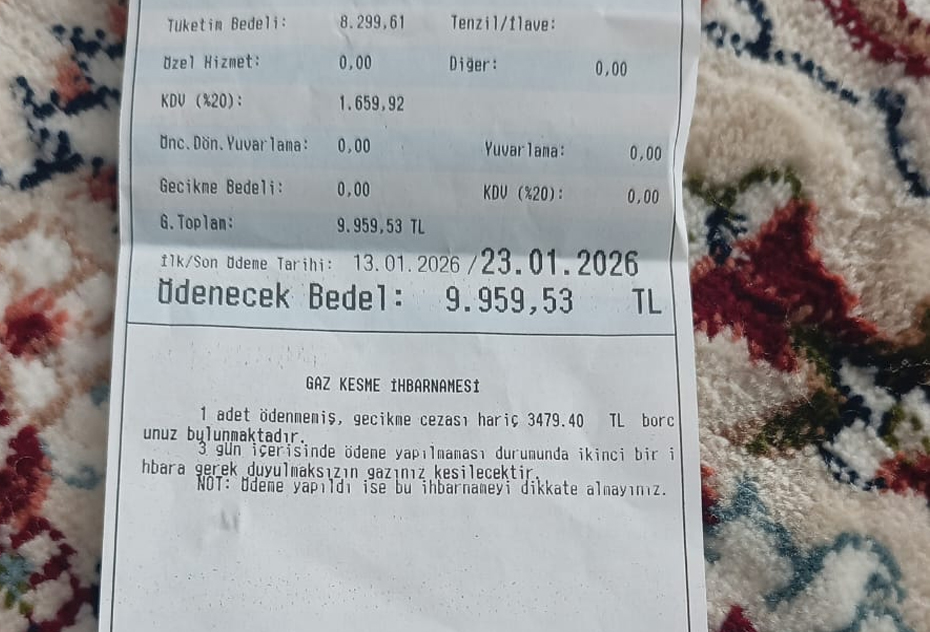 Tüketim Bedeli: 8.299,61 Tenzil/İlave:
Özel Hizmet: 0,00 Diğer: 0,00
KDV (%20): 1.659,92
Önc.Dön.Yuvarlama: 0,00 Yuvarlama: 0,00
Gecikme Bedeli: 0,00 KDV (%20): 0,00
G.Toplam: 9.959,53 TL
İlk/Son Ödeme Tarihi: 13.01.2026 /23.01.2026
Ödenecek Bedel: 9.959,53 TL
GAZ KESME İHBARNAMESİ
1 adet ödenmemiş, gecikme cezası hariç 3479.40 TL borc
unuz bulunmaktadır.
3 gün içerisinde ödeme yapılmaması durumunda ikinci bir i
hbara gerek duyulmaksızın gazınız kesilecektir.
NOT: Ödeme yapıldı ise bu ihbarnameyi dikkate almayınız.